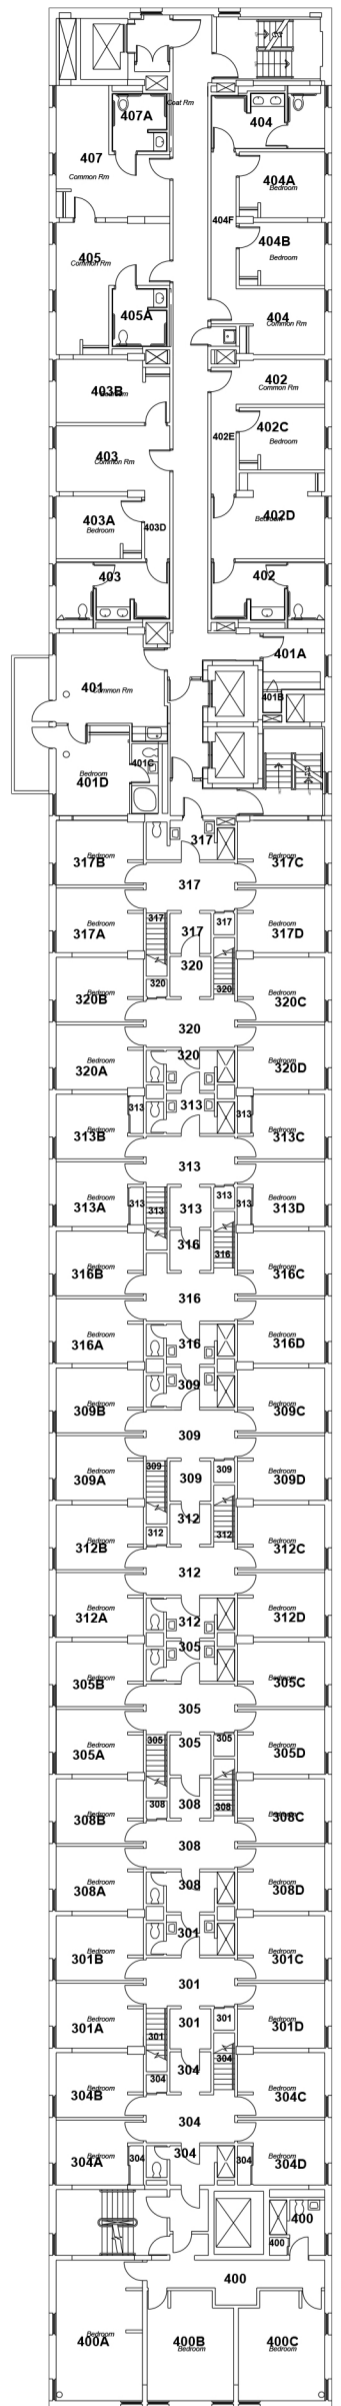 Coat Rm
407A
404
407
Common Rm
404A
Bedroom
404F
404B
Bedroom
405
Common Rm
405A
404
Common Rm
403B
Bedroom
402
Common Rm
402C
Bedroom
402E
403
Common Rm
403A
Bedroom
403D
402D
Bedroom
403
402
401A
401
Common Rm
401B
401C
Bedroom
401D
317
Bedroom
317B
Bedroom
317C
317
317
317
Bedroom
317A
317
Bedroom
317D
320
320
320
Bedroom
320B
Bedroom
320C
320
320
Bedroom
320A
Bedroom
320D
313
313
313
Bedroom
313B
Bedroom
313C
313
313
313
313
313
Bedroom
313A
313
Bedroom
313D
316
316
Bedroom
316B
Bedroom
316C
316
316
Bedroom
316A
Bedroom
316D
309
Bedroom
309B
Bedroom
309C
309
309
309
Bedroom
309A
309
Bedroom
309D
312
312
312
Bedroom
312B
Bedroom
312C
312
312
Bedroom
312A
Bedroom
312D
305
Bedroom
305B
Bedroom
305C
305
305
305
305
Bedroom
305A
Bedroom
305D
308
308
308
Bedroom
308B
Bedroom
308C
308
308
Bedroom
308A
Bedroom
308D
301
Bedroom
301B
Bedroom
301C
301
301
301
301
Bedroom
301A
Bedroom
301D
304
304
304
Bedroom
304B
Bedroom
304C
304
304
304
304
Bedroom
304A
Bedroom
304D
400
400
400
Bedroom
400A
400B
Bedroom
400C
Bedroom